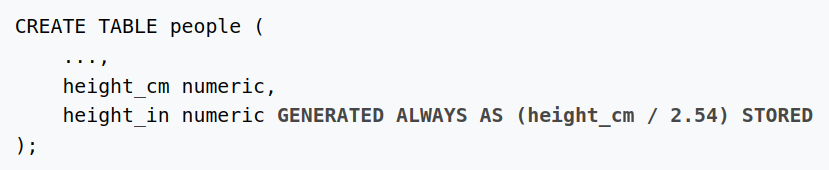 CREATE TABLE people (
    ...,
    height_cm numeric,
    height_in numeric GENERATED ALWAYS AS (height_cm / 2.54) STORED
);